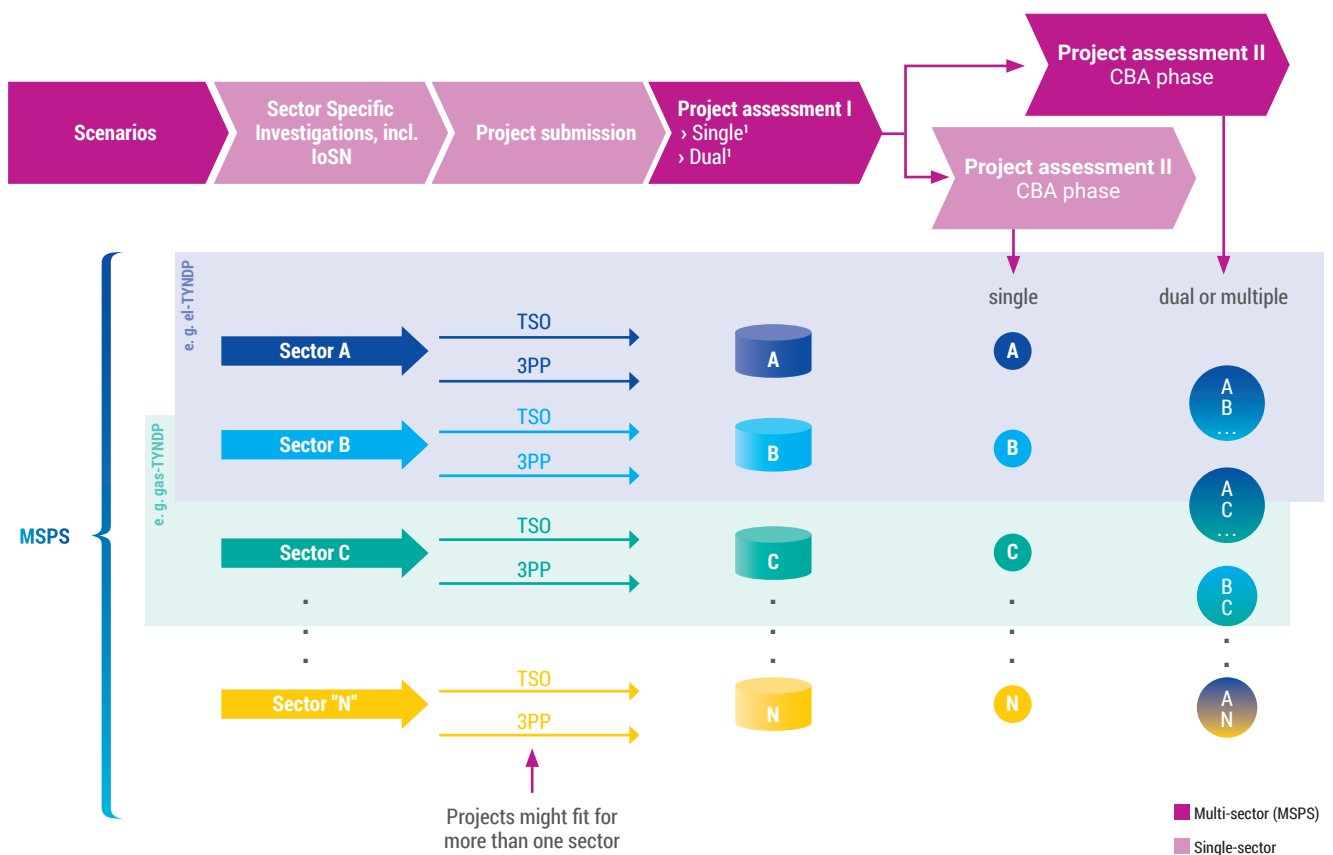 Project assessment II
CBA phase
Scenarios
Sector Specific
Investigations, incl.
IoSN
Project submission
Project assessment I
› Single¹
› Dual¹
Project assessment II
CBA phase
e. g. el-TYNDP
single
dual or multiple
TSO
Sector A
3PP
A
A
A
B
...
TSO
Sector B
3PP
B
B
e. g. gas-TYNDP
A
C
...
MSPS
TSO
Sector C
3PP
C
C
B
C
TSO
Sector "N"
3PP
N
N
A
N
Projects might fit for
more than one sector
Multi-sector (MSPS)
Single-sector